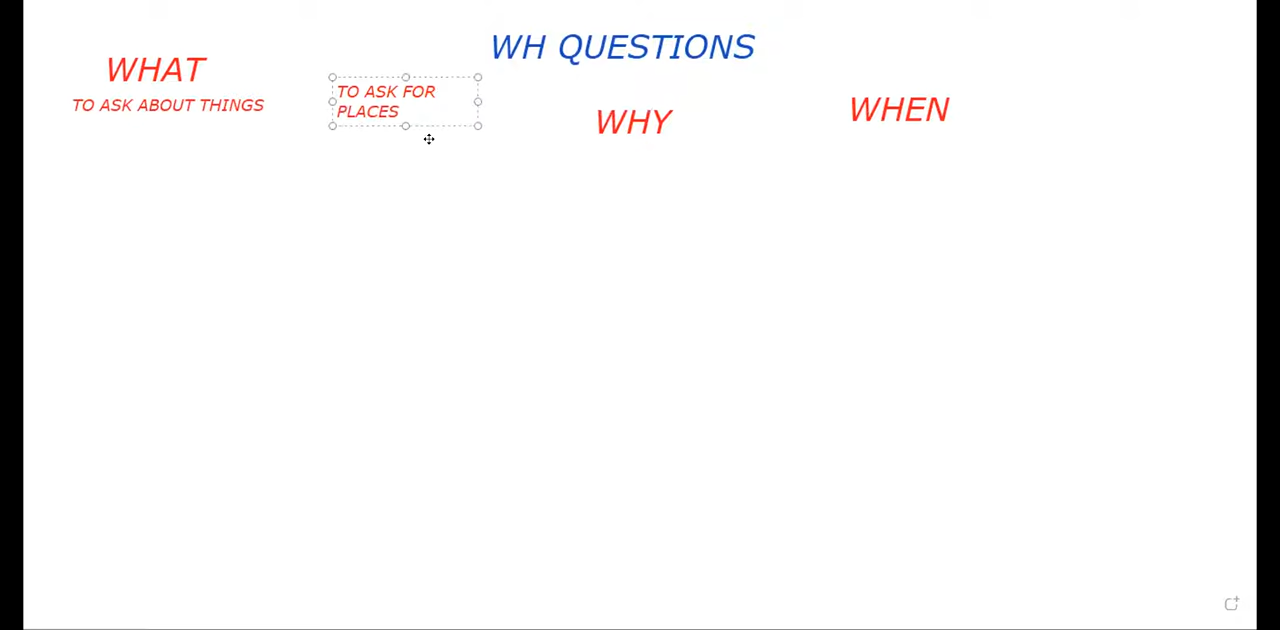 WH QUESTIONS
WHAT
TO ASK ABOUT THINGS
TO ASK FOR
PLACES
WHY
WHEN